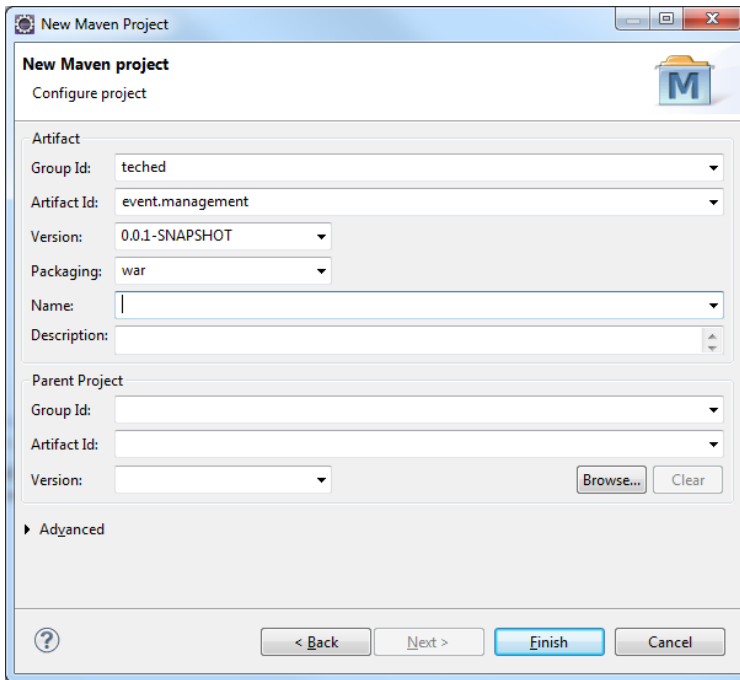 New Maven Project
New Maven project
Configure project
M
Artifact
Group Id: teched
Artifact Id: event.management
Version: 0.0.1-SNAPSHOT
Packaging: war
Name:
Description:
Parent Project
Group Id:
Artifact Id:
Version: Browse... Clear
Advanced
? < Back Next > Finish Cancel